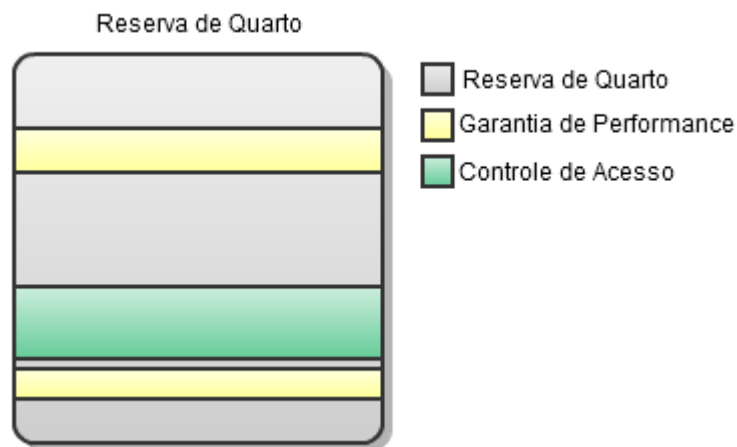 Reserva de Quarto
Reserva de Quarto
Garantia de Performance
Controle de Acesso